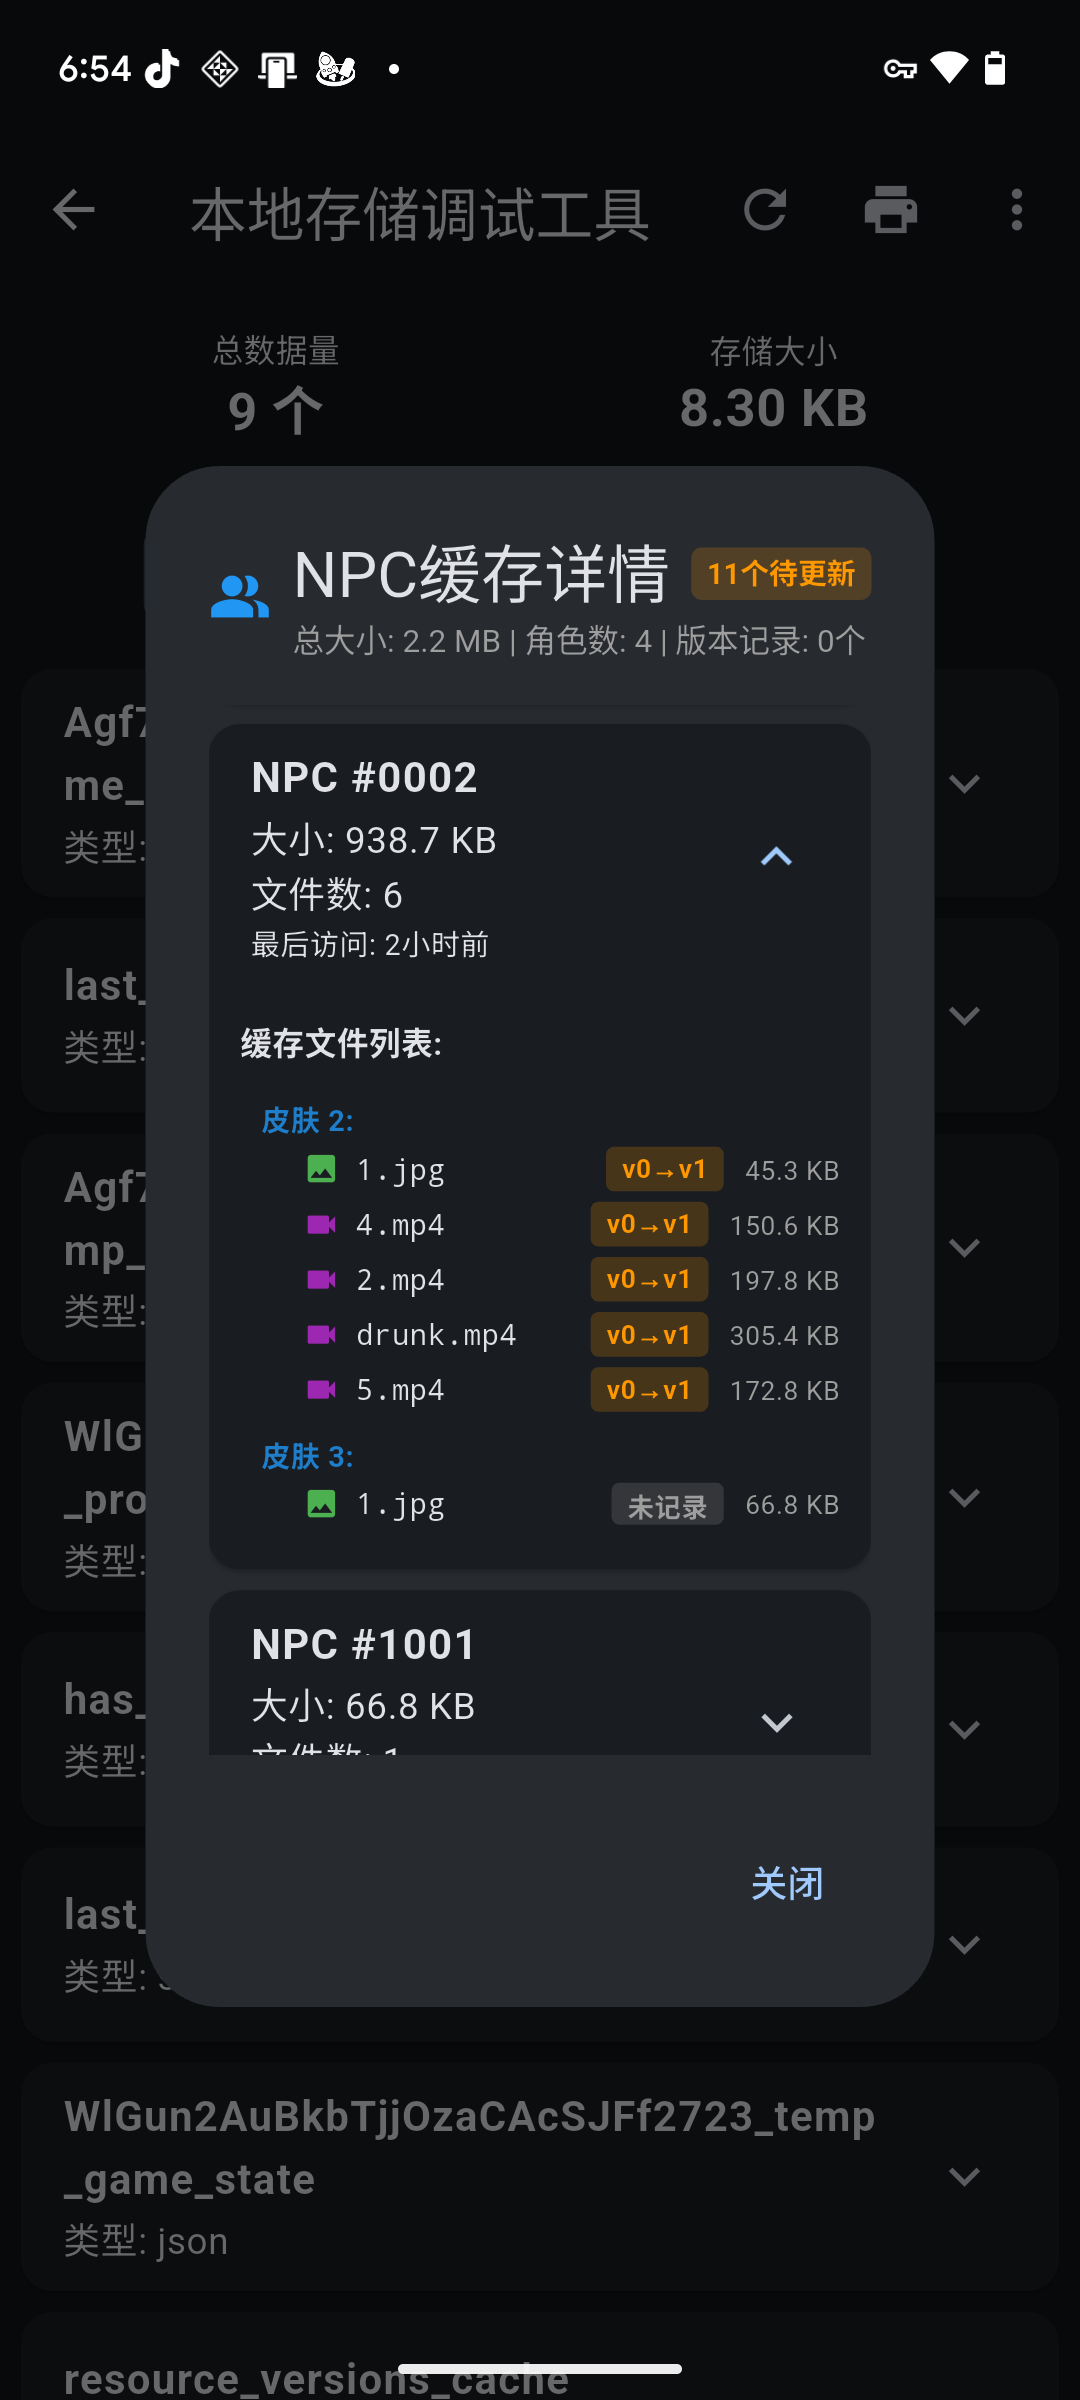 6:54
本地存储调试工具
总数据量
存储大小
9 个
8.30 KB
NPC缓存详情
11个待更新
总大小: 2.2 MB | 角色数: 4 | 版本记录: 0个
Agf7
me_
类型:
last_
类型:
Agf7
mp_
类型:
WlG
_pro
类型:
has_
类型:
last_
类型:
NPC #0002
大小: 938.7 KB
文件数: 6
最后访问: 2小时前
缓存文件列表:
皮肤 2:
1.jpg v0→v1 45.3 KB
4.mp4 v0→v1 150.6 KB
2.mp4 v0→v1 197.8 KB
drunk.mp4 v0→v1 305.4 KB
5.mp4 v0→v1 172.8 KB
皮肤 3:
1.jpg 未记录 66.8 KB
NPC #1001
大小: 66.8 KB
文件数: 1
关闭
WlGun2AuBkbTjjOzaCAcSJFf2723_temp
_game_state
类型: json
resource_versions_cache